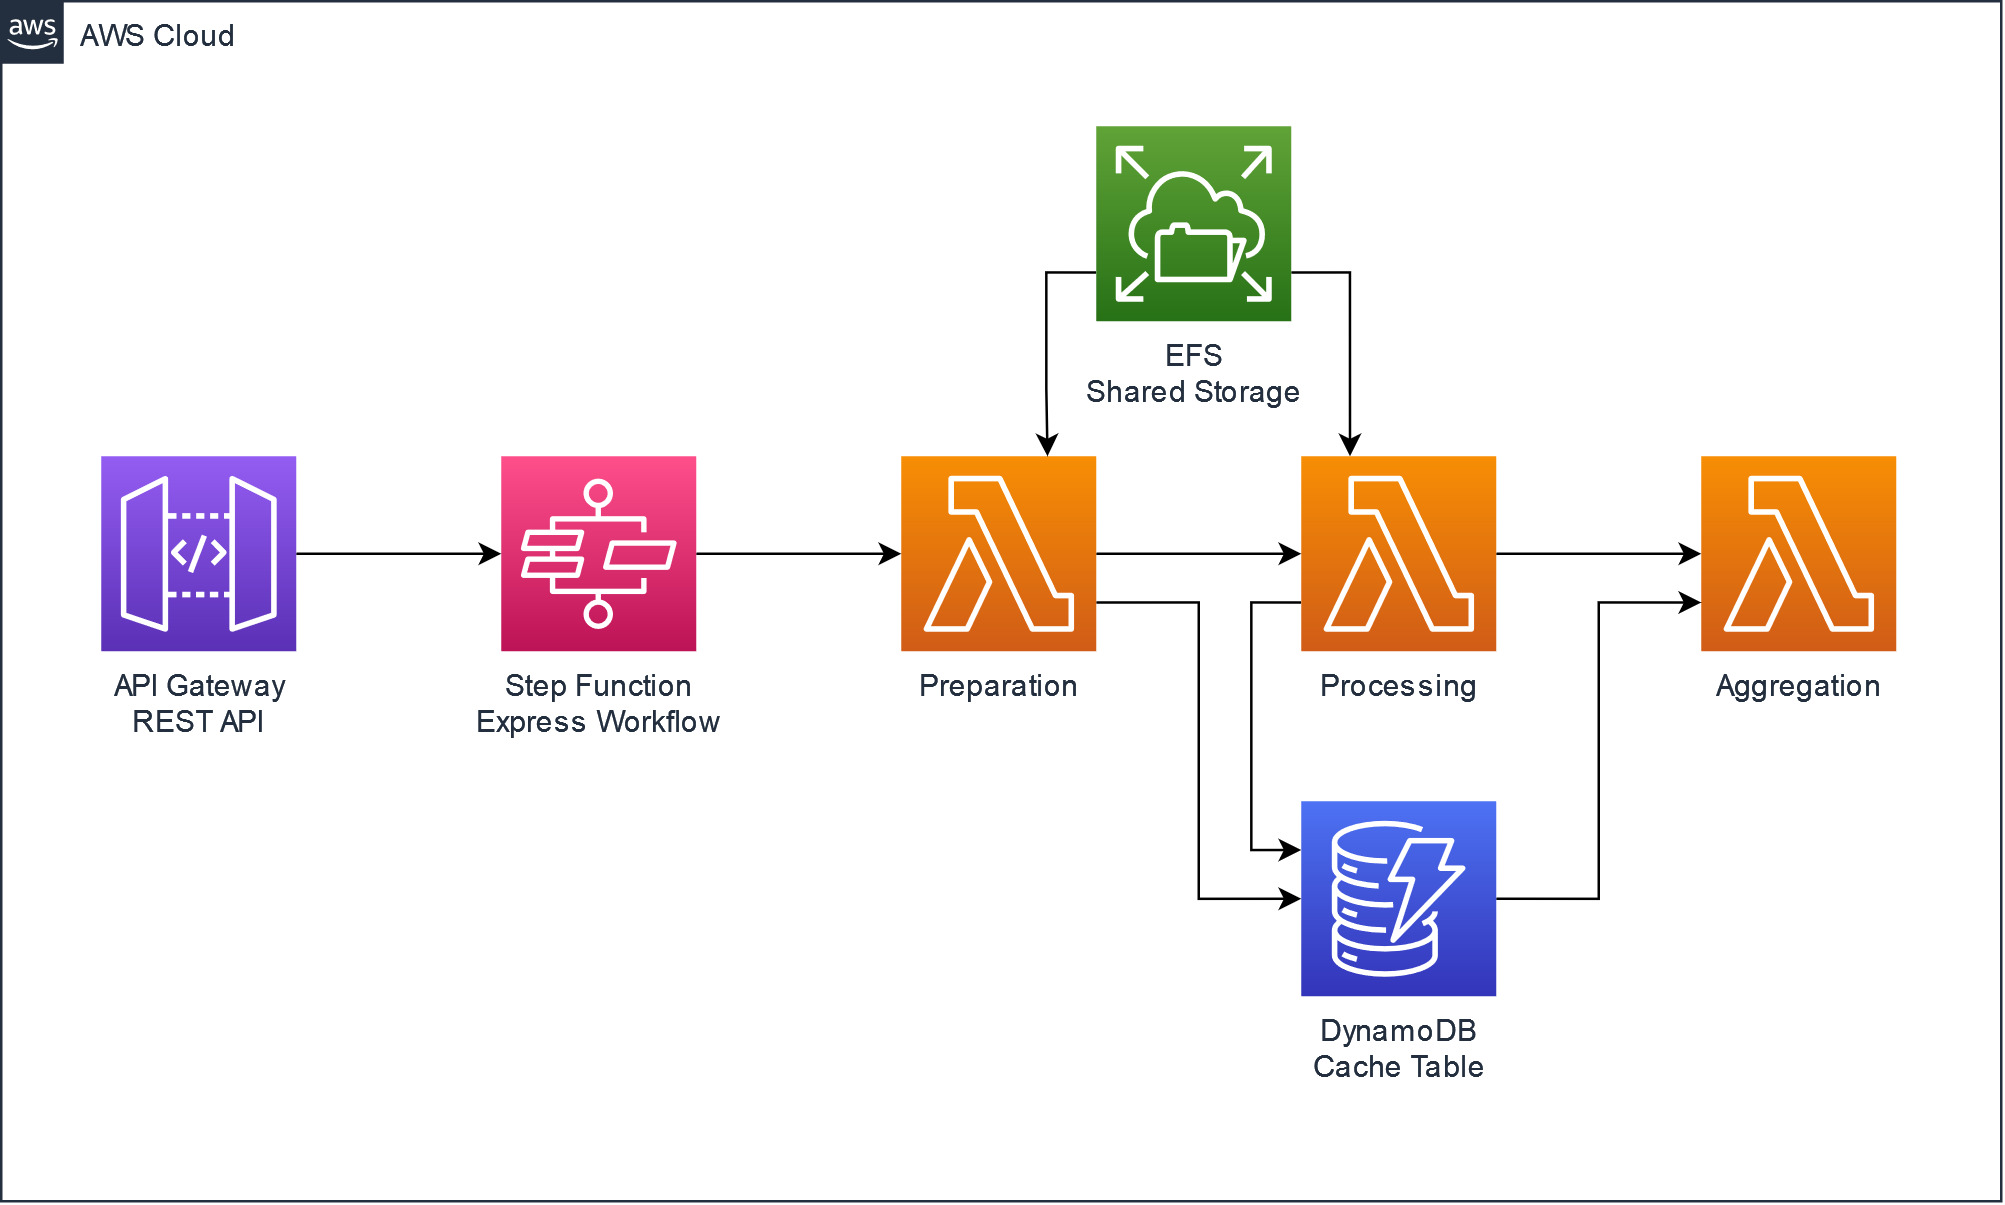 aws
AWS Cloud
EFS
Shared Storage
API Gateway
REST API
Step Function
Express Workflow
Preparation
Processing
Aggregation
DynamoDB
Cache Table